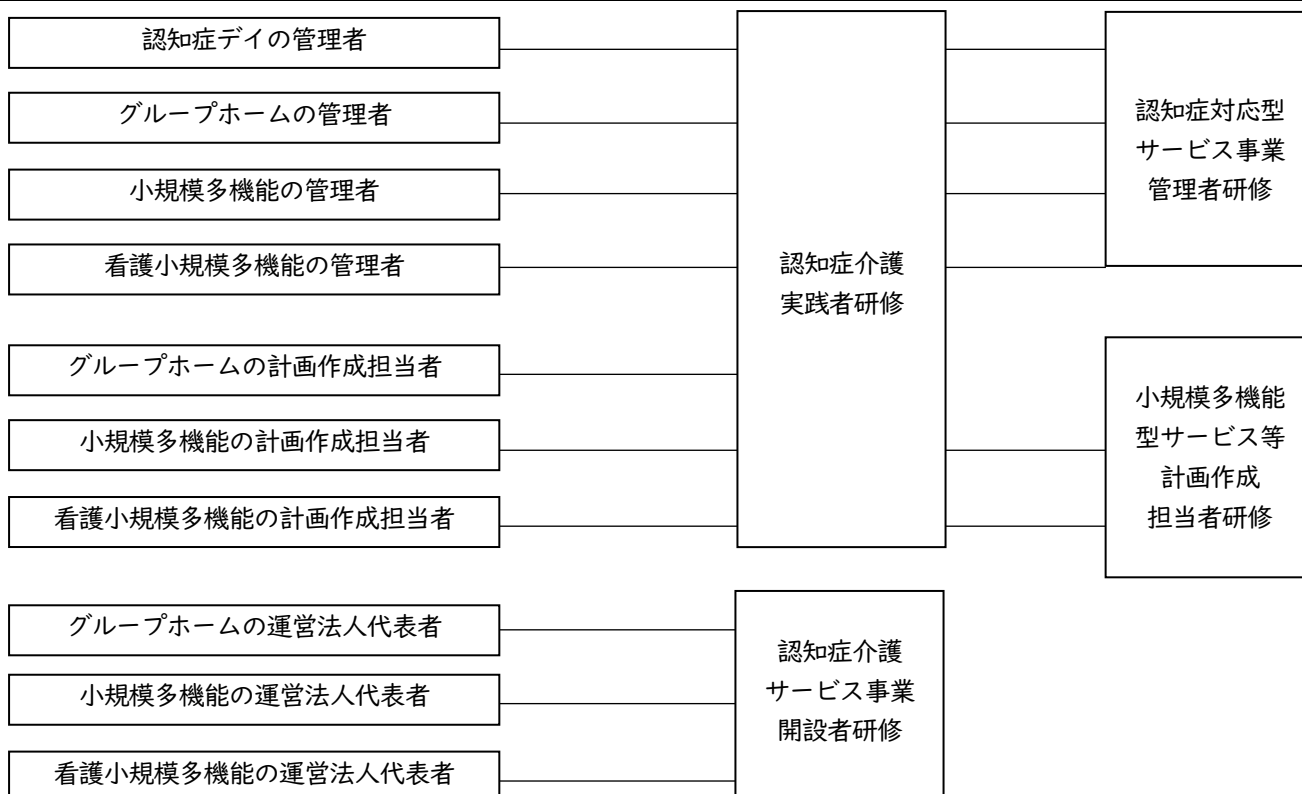 認知症デイの管理者
グループホームの管理者
小規模多機能の管理者
看護小規模多機能の管理者
グループホームの計画作成担当者
小規模多機能の計画作成担当者
看護小規模多機能の計画作成担当者
認知症介護
実践者研修
認知症対応型
サービス事業
管理者研修
小規模多機能
型サービス等
計画作成
担当者研修
グループホームの運営法人代表者
小規模多機能の運営法人代表者
看護小規模多機能の運営法人代表者
認知症介護
サービス事業
開設者研修